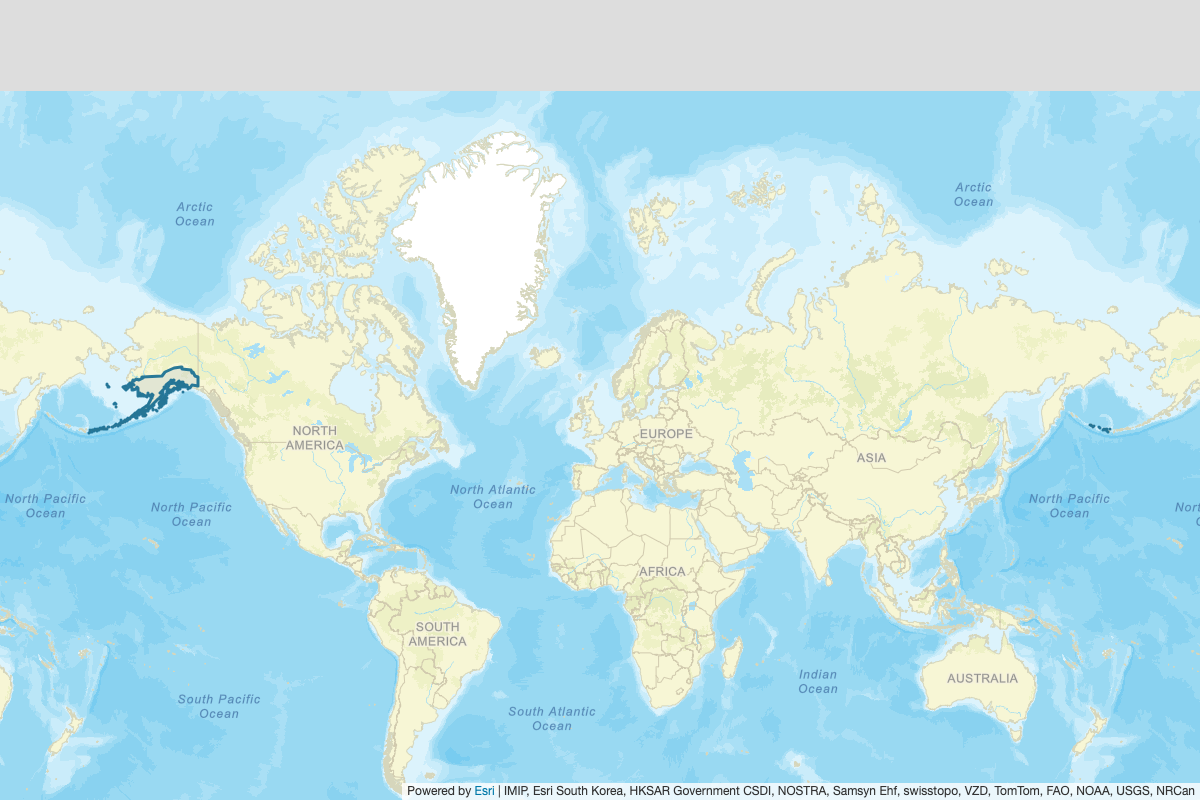 Arctic
Ocean
Arctic
Ocean
NORTH
AMERICA
EUROPE
ASIA
North Pacific
Ocean
North Pacific
Ocean
North Atlantic
Ocean
North Pacific
Ocean
AFRICA
SOUTH
AMERICA
Indian
Ocean
AUSTRALIA
South Pacific
Ocean
South Atlantic
Ocean
Powered by Esri | IMIP, Esri South Korea, HKSAR Government CSDI, NOSTRA, Samsyn Ehf, swisstopo, VZD, TomTom, FAO, NOAA, USGS, NRCan